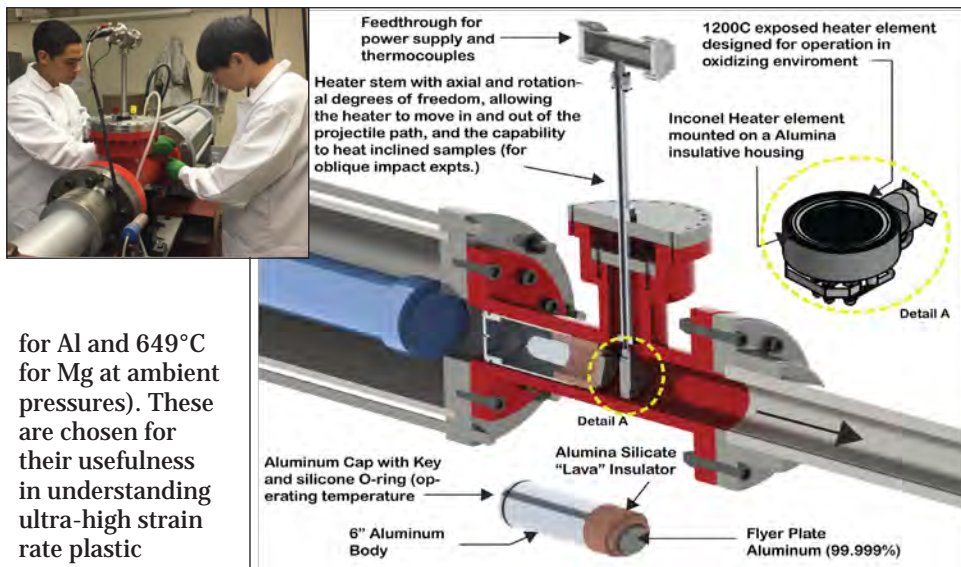 Feedthrough for
power supply and
thermocouples
1200C exposed heater element
designed for operation in
oxidizing enviroment
Heater stem with axial and rotation-
al degrees of freedom, allowing
the heater to move in and out of the
projectile path, and the capability
to heat inclined samples (for
oblique impact expts.)
Inconel Heater element
mounted on a Alumina
insulative housing
Detail A
for Al and 649°C
for Mg at ambient
pressures). These
are chosen for
their usefulness
in understanding
ultra-high strain
rate plastic
Detail A
Aluminum Cap with Key
and silicone O-ring (op-
erating temperature
Alumina Silicate
“Lava” Insulator
6” Aluminum
Body
Flyer Plate
Aluminum (99.999%)